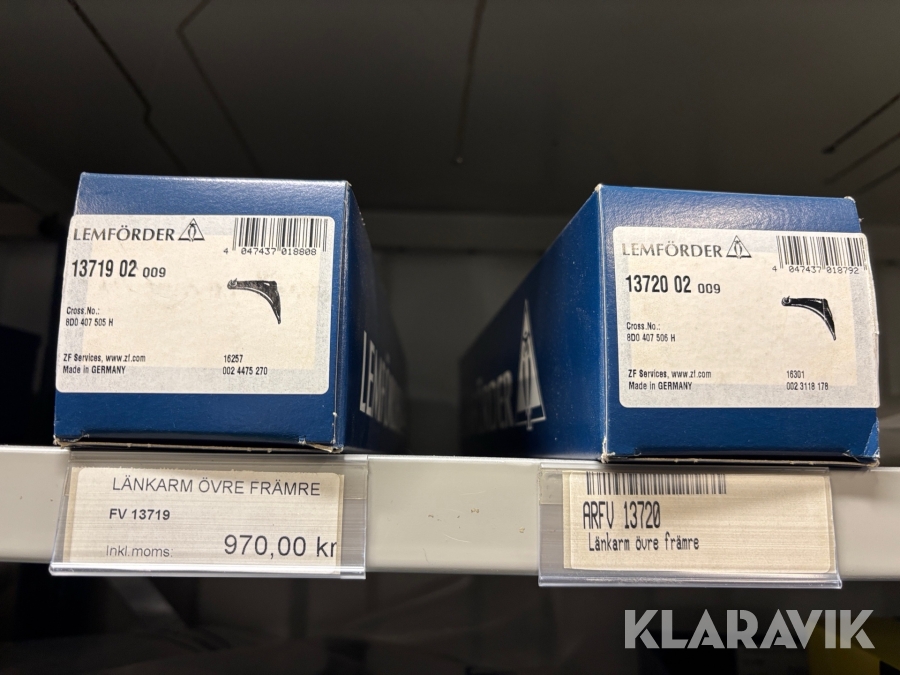 LEMFÖRDER
4 047437 018808
13719 02 009
Cross.No.:
8D0 407 505 H
ZF Services, www.zf.com
Made in GERMANY
16257
002 4475 270
LEMFÖRDER
4 047437 018792
13720 02 009
Cross.No.:
8D0 407 506 H
ZF Services, www.zf.com
Made in GERMANY
16301
002 3118 178
LÄNKARM ÖVRE FRÄMRE
FV 13719
Inkl.moms: 970,00 kr
ARFV 13720
Länkarm övre främre
KLARAVIK